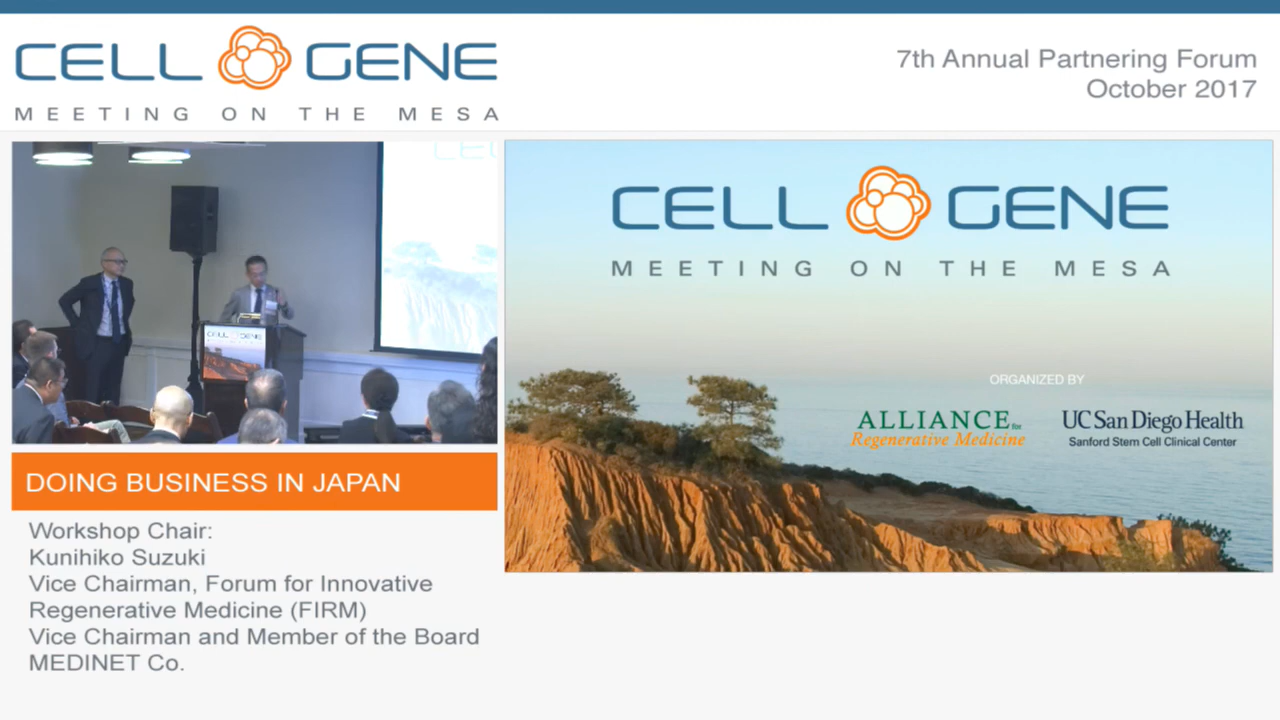 CELL GENE
MEETING ON THE MESA
7th Annual Partnering Forum
October 2017
CELL GENE
DOING BUSINESS IN JAPAN
Workshop Chair:
Kunihiko Suzuki
Vice Chairman, Forum for Innovative
Regenerative Medicine (FIRM)
Vice Chairman and Member of the Board
MEDINET Co.
CELL GENE
MEETING ON THE MESA
ORGANIZED BY
ALLIANCE for
Regenerative Medicine
UC San Diego Health
Sanford Stem Cell Clinical Center